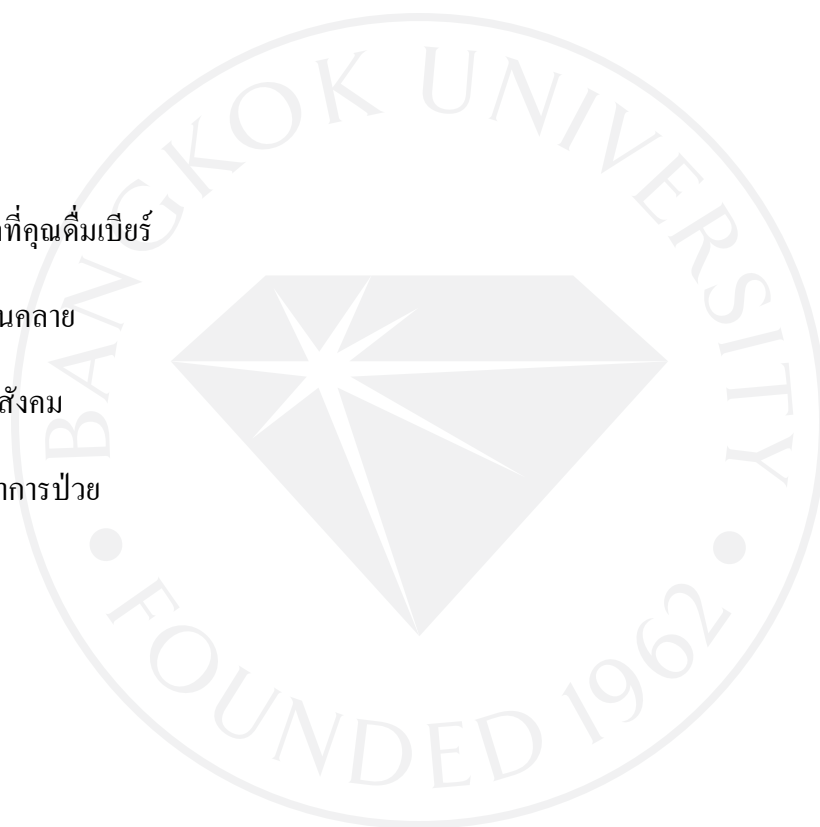 BANGKOK UNIVERSITY
ที่คุณดื่มเบียร์
นคลาย
สังคม
าการป่วย
FOUNDED 1962